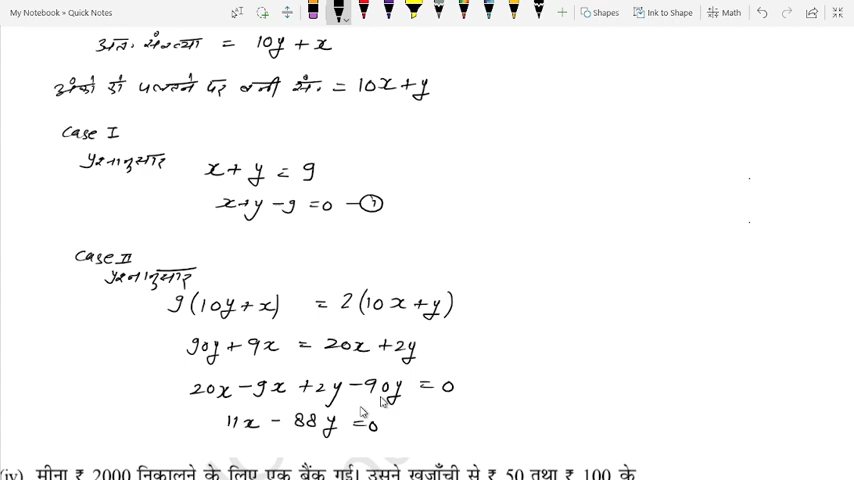 My Notebook » Quick Notes
Shapes Ink to Shape Math
अतः संख्या = 10y + x
अंको को पलटने पर बनी सं. = 10x + y
Case I
प्रश्नानुसार
x + y = 9
x + y - 9 = 0 — ①
Case II
प्रश्नानुसार
9(10y + x) = 2(10x + y)
90y + 9x = 20x + 2y
20x - 9x + 2y - 90y = 0
11x - 88y = 0
(iv) मीना ₹ 2000 निकालने के लिए एक बैंक गई। उसने खजाँची से ₹ 50 तथा ₹ 100 के